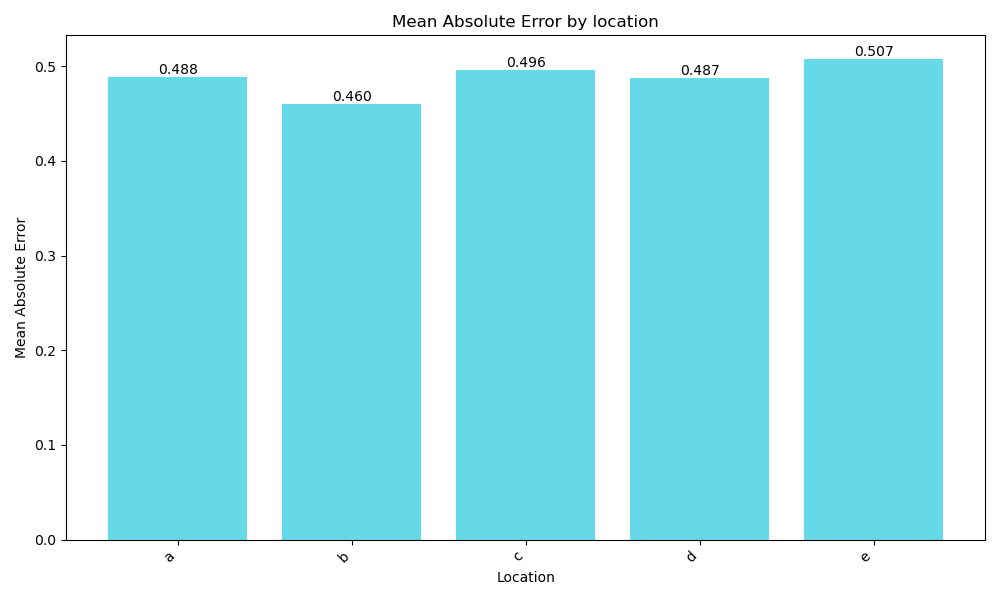 Mean Absolute Error by location
Mean Absolute Error
0.5
0.4
0.3
0.2
0.1
0.0
0.488
0.460
0.496
0.487
0.507
a
b
c
d
e
Location